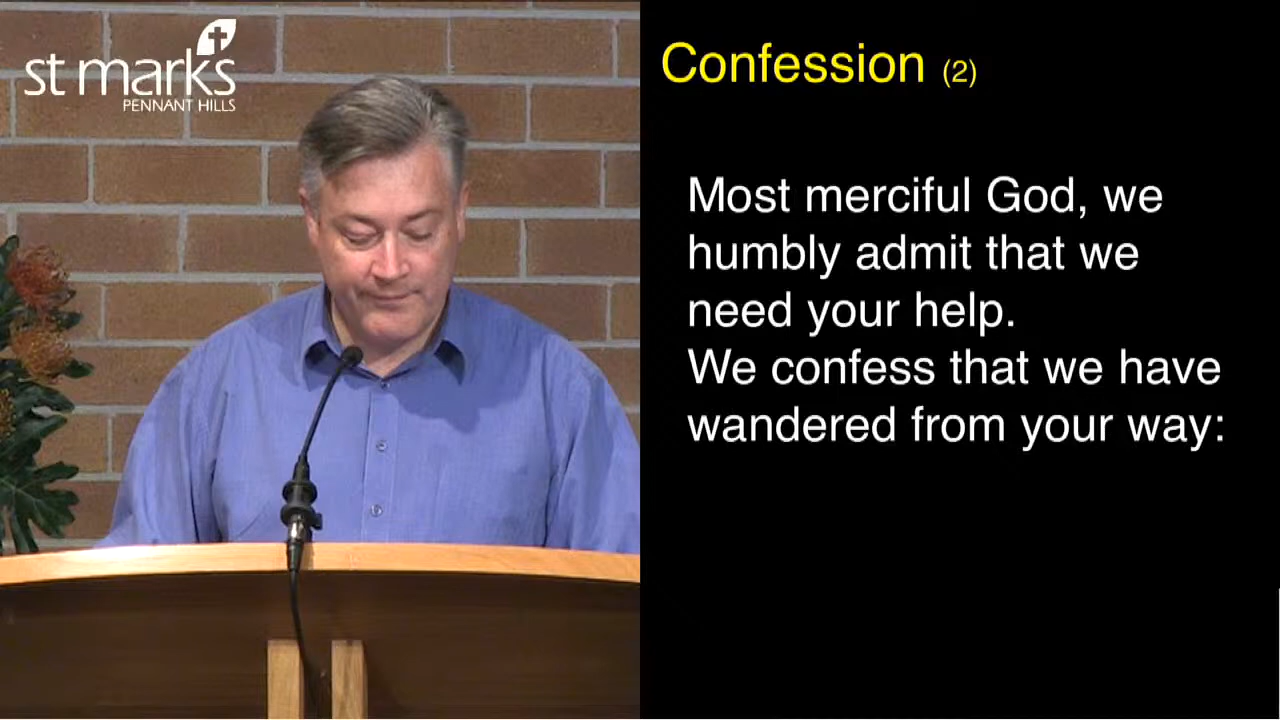 st marks
PENNANT HILLS
Confession (2)
Most merciful God, we
humbly admit that we
need your help.
We confess that we have
wandered from your way: